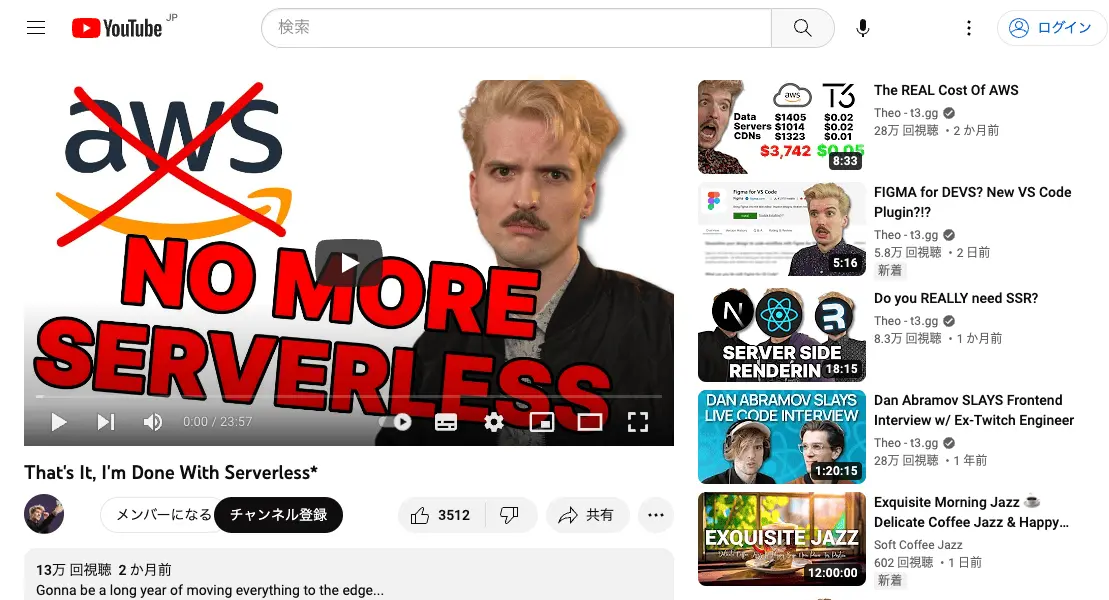 YouTube JP
検索
ログイン
aws
NO MORE
SERVERLESS
0:00 / 23:57
That's It, I'm Done With Serverless*
メンバーになる
チャンネル登録
3512
共有
13万 回視聴 2 か月前
Gonna be a long year of moving everything to the edge...
aws T3
Data $1405 $0.02
Servers $1014 $0.02
CDNs $1323 $0.01
$3,742 $0.05
8:33
The REAL Cost Of AWS
Theo - t3.gg
28万 回視聴 ・2 か月前
Figma for VS Code
5:16
FIGMA for DEVS? New VS Code
Plugin?!?
Theo - t3.gg
5.8万 回視聴 ・2 日前
新着
N
SERVER SIDE
RENDERIN
18:15
Do you REALLY need SSR?
Theo - t3.gg
8.3万 回視聴 ・1 か月前
DAN ABRAMOV SLAYS
LIVE CODE INTERVIEW
1:20:15
Dan Abramov SLAYS Frontend
Interview w/ Ex-Twitch Engineer
Theo - t3.gg
28万 回視聴 ・1 年前
EXQUISITE JAZZ
12:00:00
Exquisite Morning Jazz ☕
Delicate Coffee Jazz & Happy...
Soft Coffee Jazz
602 回視聴 ・1 日前
新着